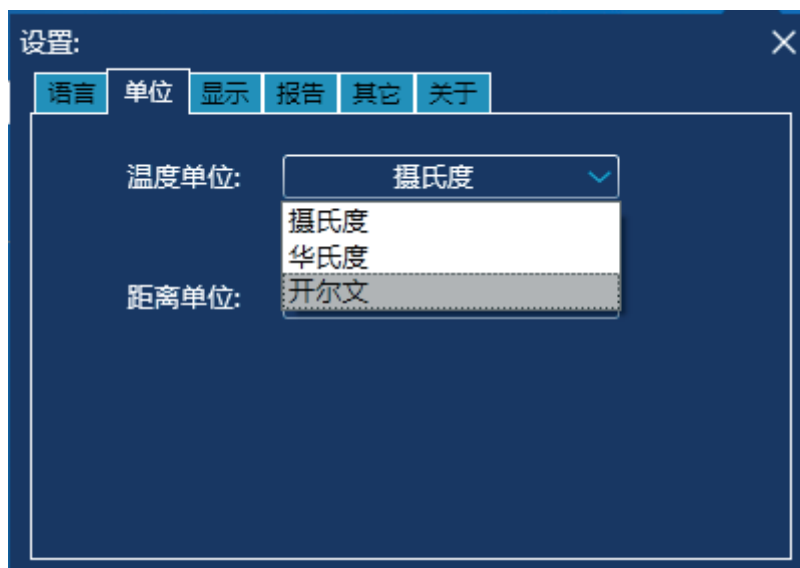 设置:
语言 单位 显示 报告 其它 关于
温度单位: 摄氏度
摄氏度
华氏度
开尔文
距离单位: